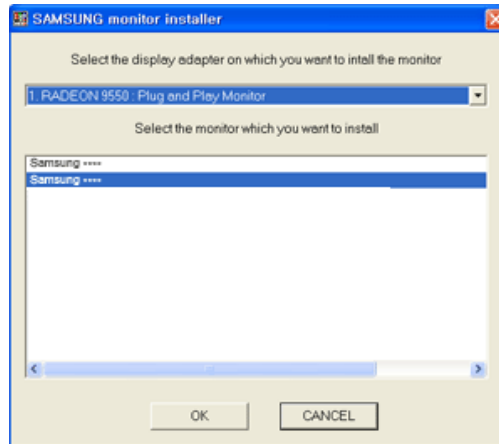 SAMSUNG monitor installer
Select the display adapter on which you want to intall the monitor
1. RADEON 9550 : Plug and Play Monitor
Select the monitor which you want to install
Samsung ****
Samsung ****
OK
CANCEL